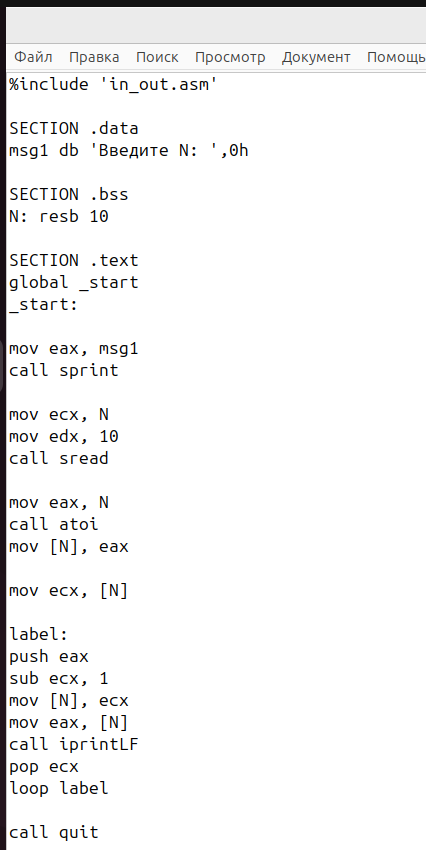 Файл Правка Поиск Просмотр Документ Помощь
%include 'in_out.asm'
SECTION .data
msg1 db 'Введите N: ',0h
SECTION .bss
N: resb 10
SECTION .text
global _start
_start:
mov eax, msg1
call sprint
mov ecx, N
mov edx, 10
call sread
mov eax, N
call atoi
mov [N], eax
mov ecx, [N]
label:
push eax
sub ecx, 1
mov [N], ecx
mov eax, [N]
call iprintLF
pop ecx
loop label
call quit